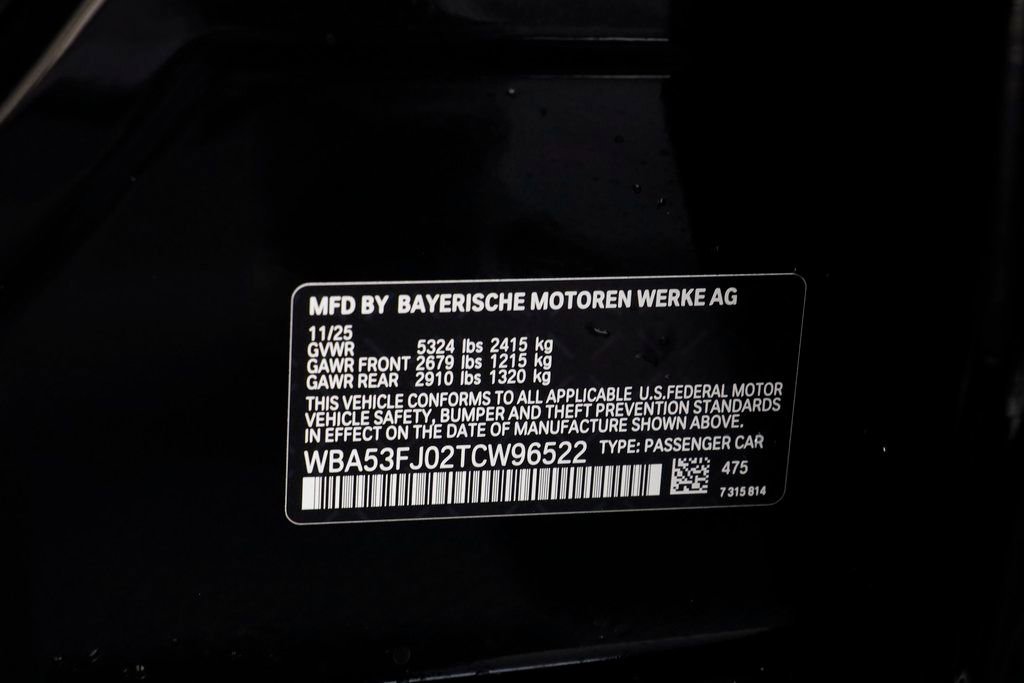 MFD BY BAYERISCHE MOTOREN WERKE AG
11/25
GVWR 5324 lbs 2415 kg
GAWR FRONT 2679 lbs 1215 kg
GAWR REAR 2910 lbs 1320 kg
THIS VEHICLE CONFORMS TO ALL APPLICABLE U.S.FEDERAL MOTOR
VEHICLE SAFETY, BUMPER AND THEFT PREVENTION STANDARDS
IN EFFECT ON THE DATE OF MANUFACTURE SHOWN ABOVE.
WBA53FJ02TCW96522 TYPE: PASSENGER CAR
475
7 315 814